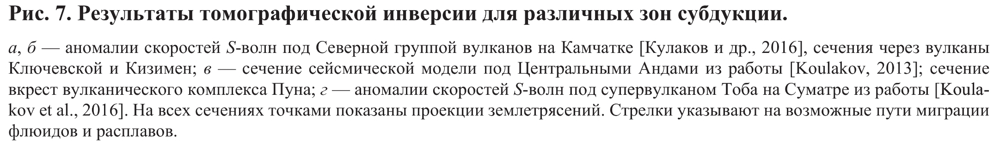 Рис. 7. Результаты томографической инверсии для различных зон субдукции.
а, б — аномалии скоростей S-волн под Северной группой вулканов на Камчатке [Кулаков и др., 2016], сечения через вулканы
Ключевской и Кизимен; в — сечение сейсмической модели под Центральными Андами из работы [Koulakov, 2013]; сечение
вкрест вулканического комплекса Пуна; г — аномалии скоростей S-волн под супервулканом Тоба на Суматре из работы [Koula-
kov et al., 2016]. На всех сечениях точками показаны проекции землетрясений. Стрелки указывают на возможные пути миграции
флюидов и расплавов.